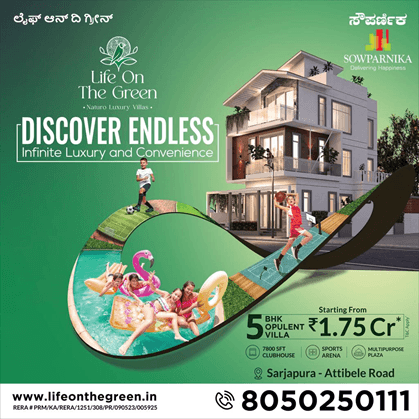 ಲೈಫ್ ಆನ್ ದಿ ಗ್ರೀನ್
ಸೌಪರ್ಣಿಕ
SOWPARNIKA
Delivering Happiness
Life On
The Green
• Naturo Luxury Villas •
DISCOVER ENDLESS
Infinite Luxury and Convenience
5 BHK OPULENT VILLA
Starting From
₹1.75 Cr*
T&C Apply
7800 SFT CLUBHOUSE
SPORTS ARENA
MULTIPURPOSE PLAZA
Sarjapura - Attibele Road
www.lifeonthegreen.in
RERA # PRM/KA/RERA/1251/308/PR/090523/005925
8050250111